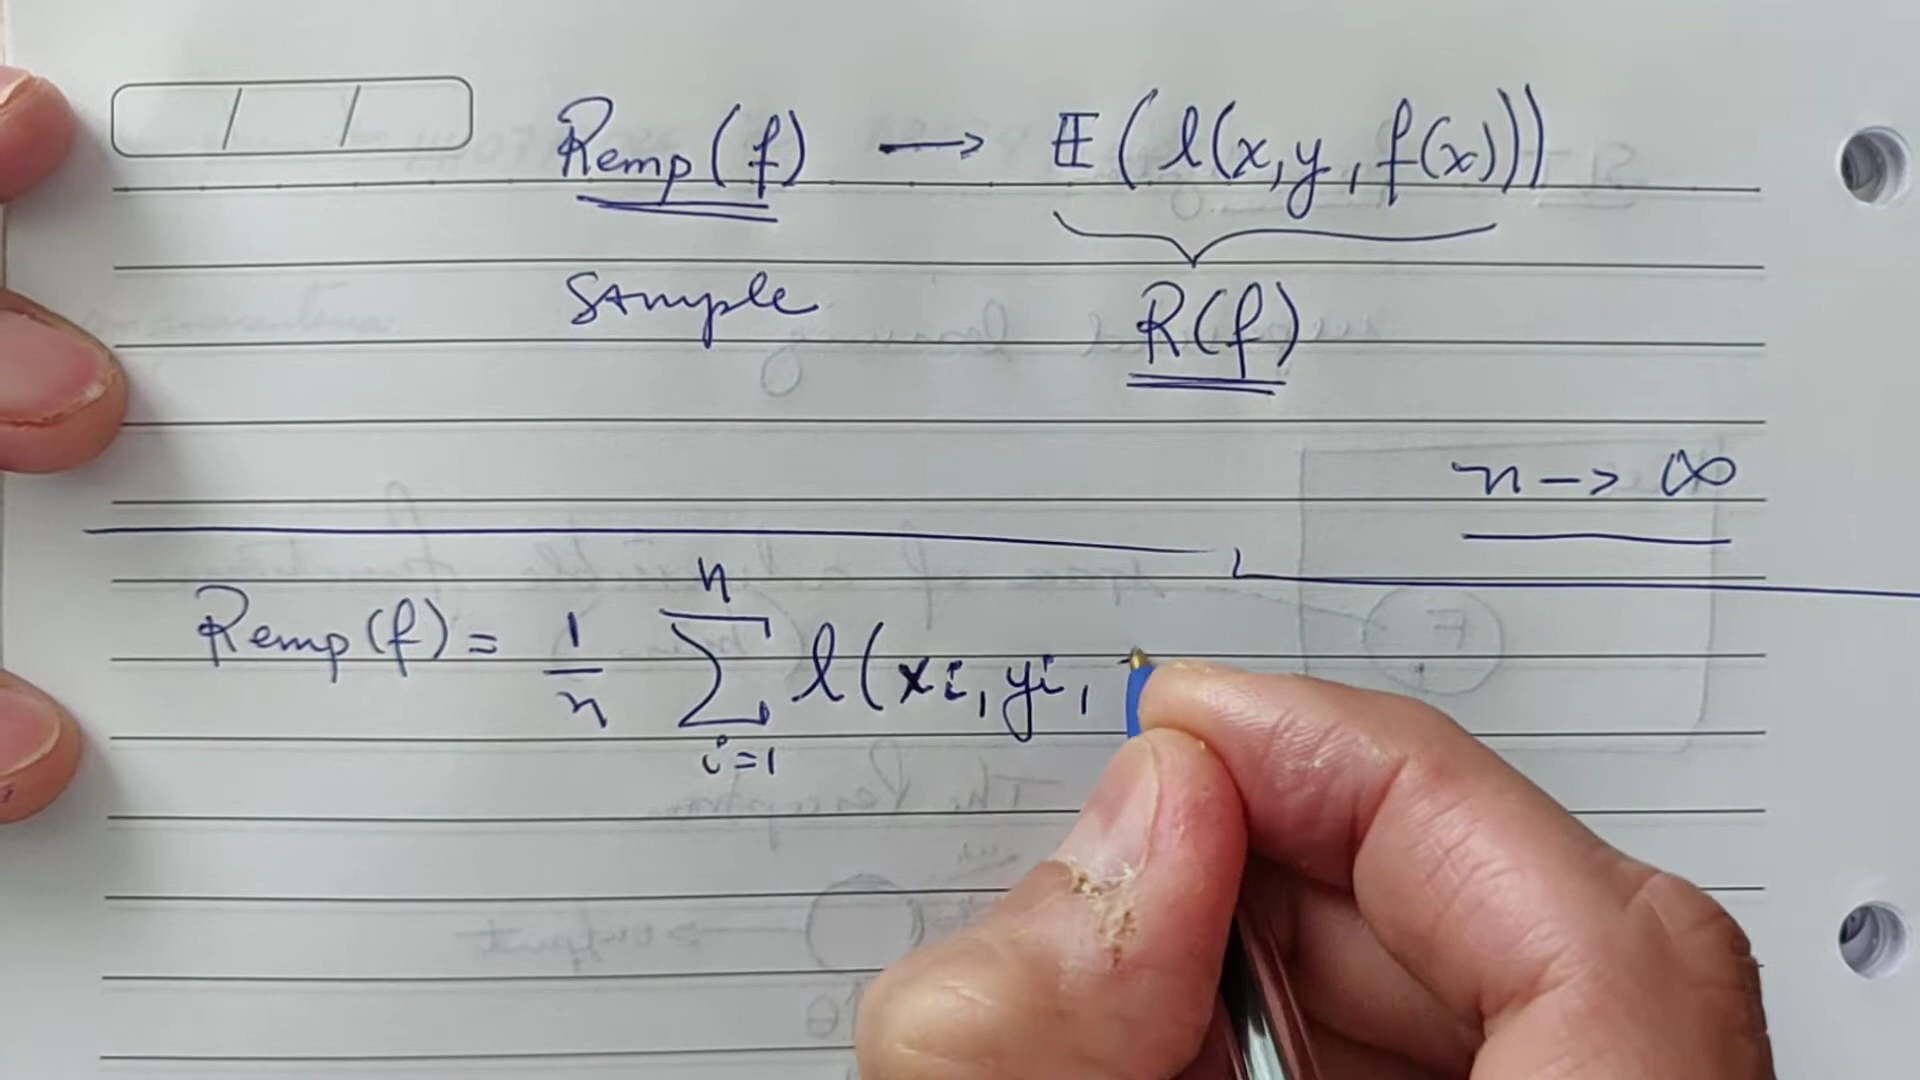 / /
Remp(f) → E(l(x,y,f(x)))
Sample R(f)
n -> ∞
Remp(f) = 1/n ∑ i=1 n l(xi, yi,